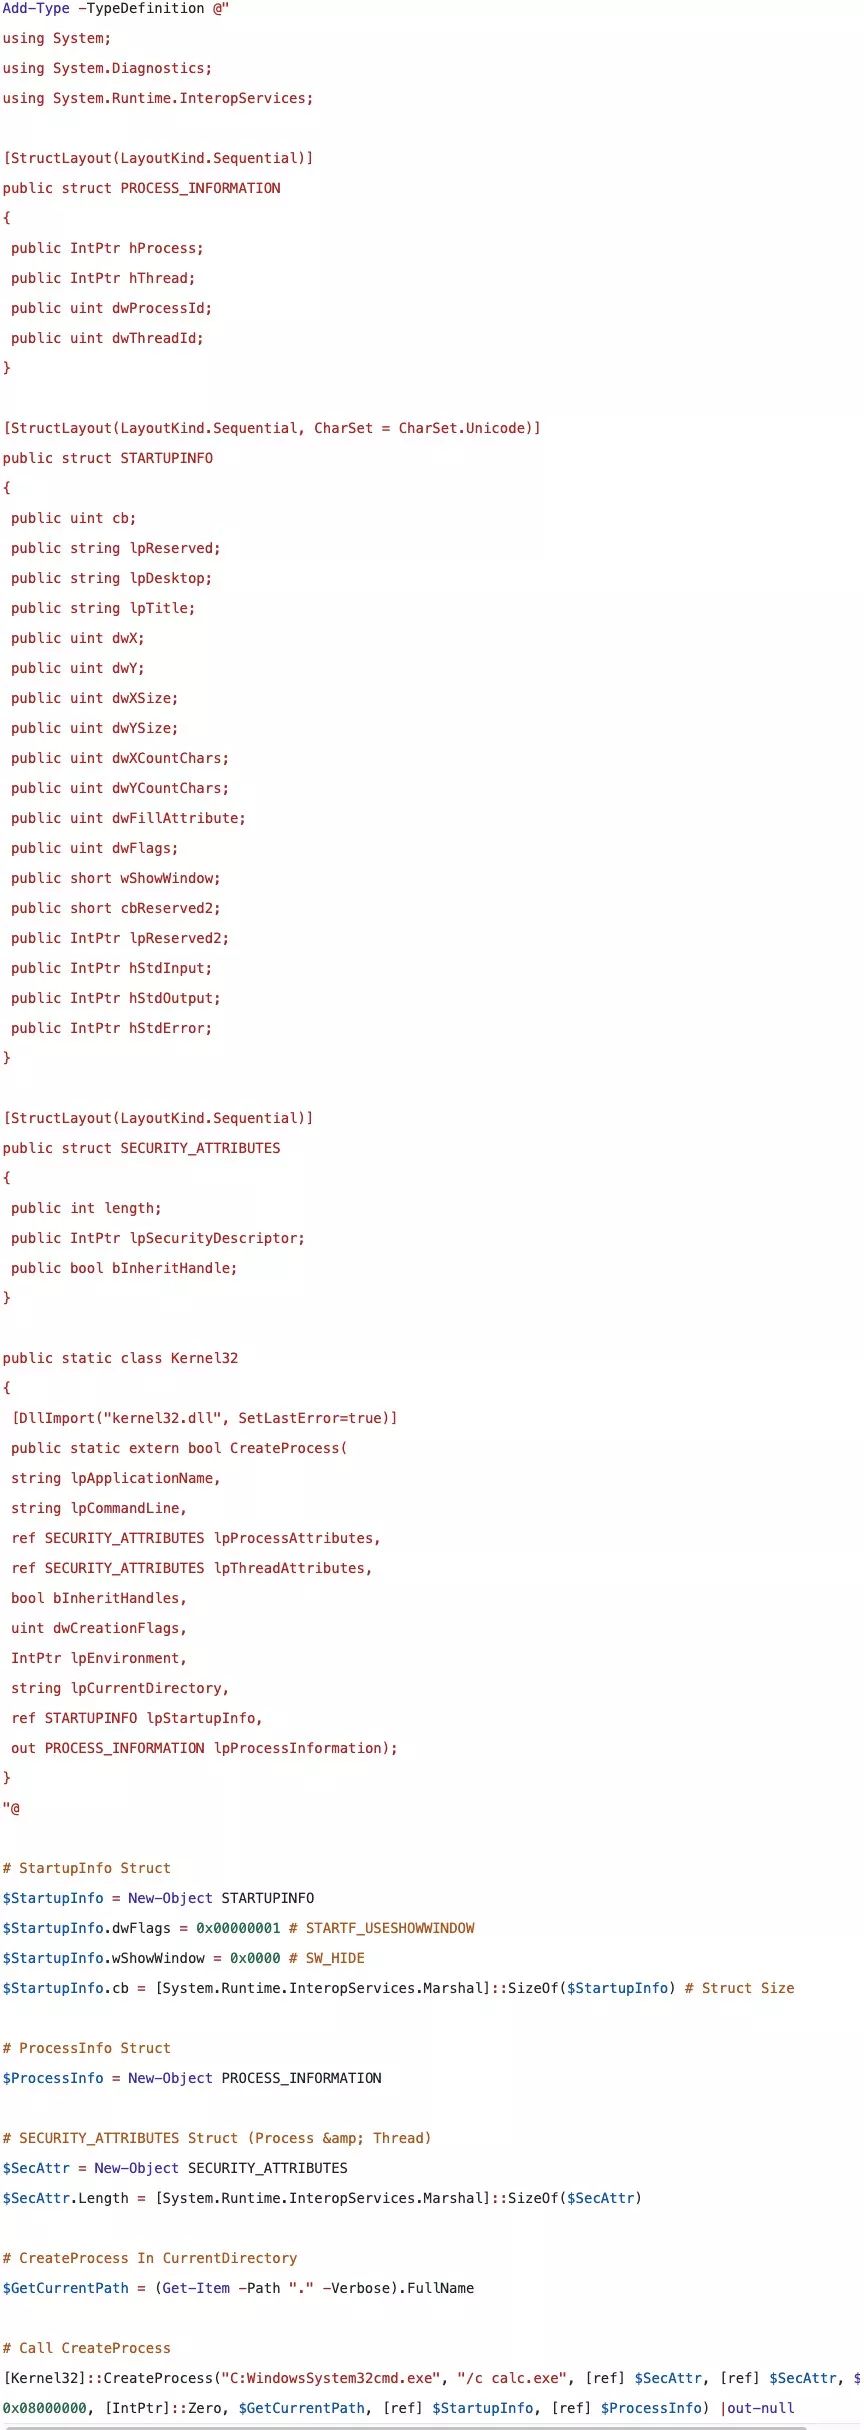 Add-Type -TypeDefinition @"
using System;
using System.Diagnostics;
using System.Runtime.InteropServices;
[StructLayout(LayoutKind.Sequential)]
public struct PROCESS_INFORMATION
{
public IntPtr hProcess;
public IntPtr hThread;
public uint dwProcessId;
public uint dwThreadId;
}
[StructLayout(LayoutKind.Sequential, CharSet = CharSet.Unicode)]
public struct STARTUPINFO
{
public uint cb;
public string lpReserved;
public string lpDesktop;
public string lpTitle;
public uint dwX;
public uint dwY;
public uint dwXSize;
public uint dwYSize;
public uint dwXCountChars;
public uint dwYCountChars;
public uint dwFillAttribute;
public uint dwFlags;
public short wShowWindow;
public short cbReserved2;
public IntPtr lpReserved2;
public IntPtr hStdInput;
public IntPtr hStdOutput;
public IntPtr hStdError;
}
[StructLayout(LayoutKind.Sequential)]
public struct SECURITY_ATTRIBUTES
{
public int length;
public IntPtr lpSecurityDescriptor;
public bool bInheritHandle;
}
public static class Kernel32
{
[DllImport("kernel32.dll", SetLastError=true)]
public static extern bool CreateProcess(
string lpApplicationName,
string lpCommandLine,
ref SECURITY_ATTRIBUTES lpProcessAttributes,
ref SECURITY_ATTRIBUTES lpThreadAttributes,
bool bInheritHandles,
uint dwCreationFlags,
IntPtr lpEnvironment,
string lpCurrentDirectory,
ref STARTUPINFO lpStartupInfo,
out PROCESS_INFORMATION lpProcessInformation);
}
"@
# StartupInfo Struct
$StartupInfo = New-Object STARTUPINFO
$StartupInfo.dwFlags = 0x00000001 # STARTF_USESHOWWINDOW
$StartupInfo.wShowWindow = 0x0000 # SW_HIDE
$StartupInfo.cb = [System.Runtime.InteropServices.Marshal]::SizeOf($StartupInfo) # Struct Size
# ProcessInfo Struct
$ProcessInfo = New-Object PROCESS_INFORMATION
# SECURITY_ATTRIBUTES Struct (Process &amp; Thread)
$SecAttr = New-Object SECURITY_ATTRIBUTES
$SecAttr.Length = [System.Runtime.InteropServices.Marshal]::SizeOf($SecAttr)
# CreateProcess In CurrentDirectory
$GetCurrentPath = (Get-Item -Path "." -Verbose).FullName
# Call CreateProcess
[Kernel32]::CreateProcess("C:WindowsSystem32cmd.exe", "/c calc.exe", [ref] $SecAttr, [ref] $SecAttr, $
0x08000000, [IntPtr]::Zero, $GetCurrentPath, [ref] $StartupInfo, [ref] $ProcessInfo) |out-null